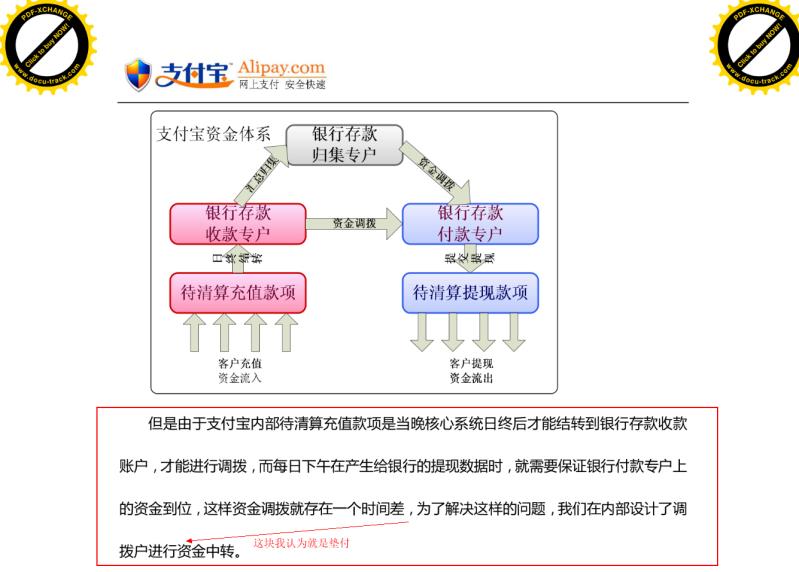 PDF-XCHANGE
Click to buy NOW!
www.docu-track.com
PDF-XCHANGE
Click to buy NOW!
www.docu-track.com
支付宝™ Alipay.com
网上支付 安全快速
支付宝资金体系
银行存款
归集专户
汇总归集
资金调拨
银行存款
收款专户
资金调拨
银行存款
付款专户
日终结转
提交提现
待清算充值款项
待清算提现款项
客户充值
资金流入
客户提现
资金流出
但是由于支付宝内部待清算充值款项是当晚核心系统日终后才能结转到银行存款收款
账户，才能进行调拨，而每日下午在产生给银行的提现数据时，就需要保证银行付款专户上
的资金到位，这样资金调拨就存在一个时间差，为了解决这样的问题，我们在内部设计了调
拨户进行资金中转。
这块我认为就是垫付